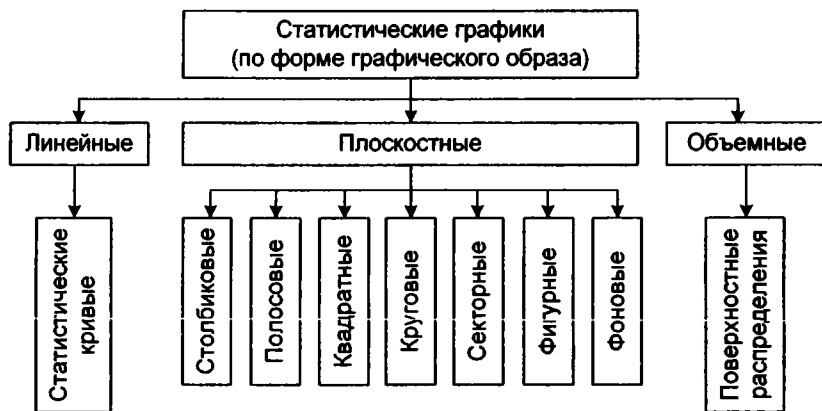 Статистические графики
(по форме графического образа)
Линейные
Плоскостные
Объемные
Статистические
кривые
Столбиковые
Полосовые
Квадратные
Круговые
Секторные
Фигурные
Фоновые
Поверхностные
распределения